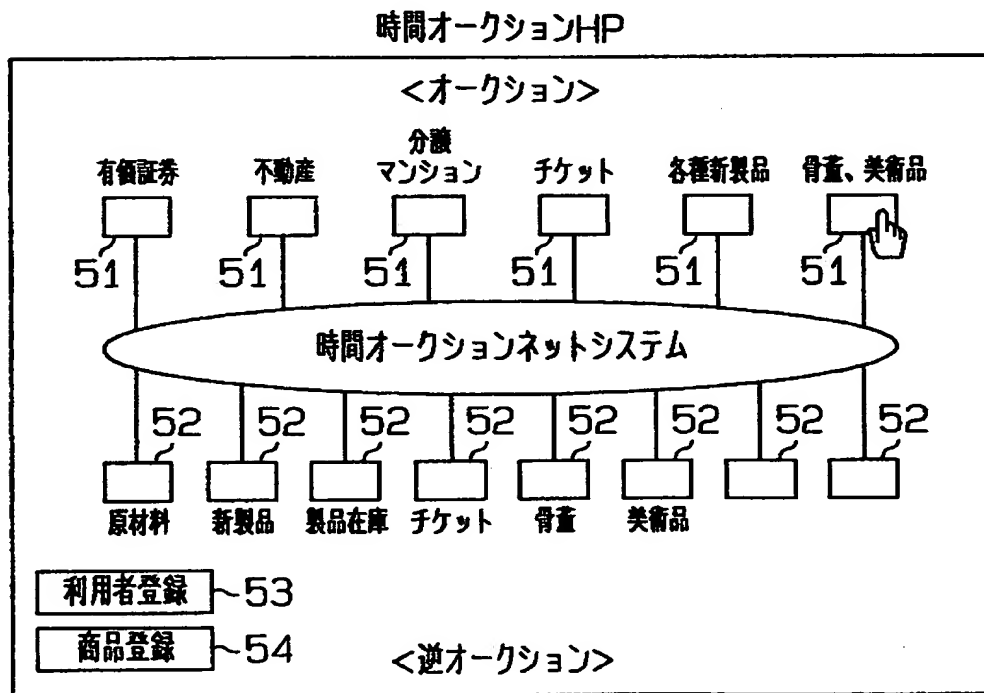 時間オークションHP
<オークション>
有価証券
不動産
分譲
マンション
チケット
各種新製品
骨董、美術品
51
51
51
51
51
51
時間オークションネットシステム
52
52
52
52
52
52
52
52
原材料
新製品
製品在庫
チケット
骨董
美術品
利用者登録
53
商品登録
54
<逆オークション>